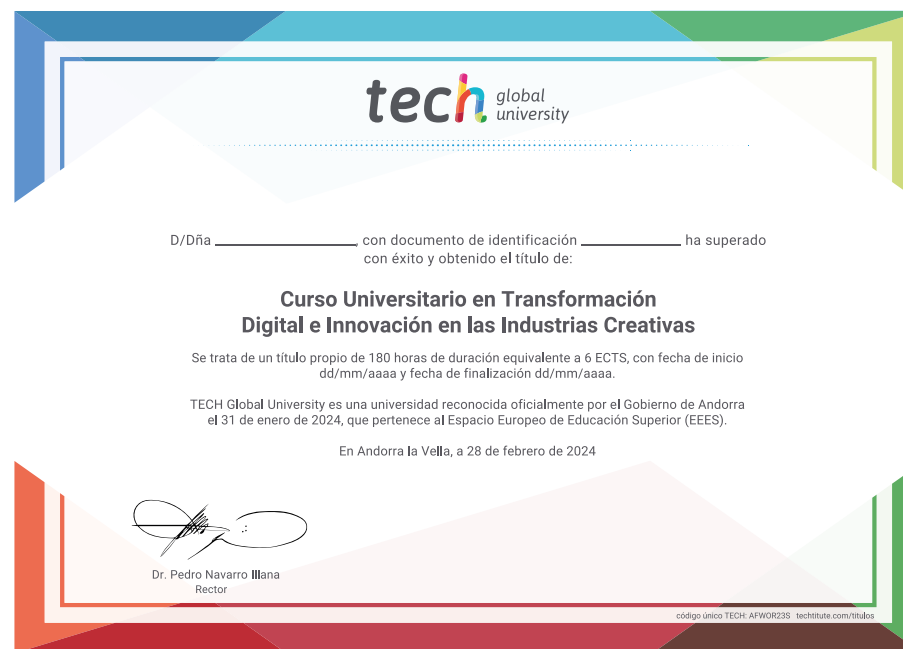 tech global university
D/Dña ____________, con documento de identificación ____________ ha superado
con éxito y obtenido el título de:
Curso Universitario en Transformación
Digital e Innovación en las Industrias Creativas
Se trata de un título propio de 180 horas de duración equivalente a 6 ECTS, con fecha de inicio
dd/mm/aaaa y fecha de finalización dd/mm/aaaa.
TECH Global University es una universidad reconocida oficialmente por el Gobierno de Andorra
el 31 de enero de 2024, que pertenece al Espacio Europeo de Educación Superior (EEES).
En Andorra la Vella, a 28 de febrero de 2024
Dr. Pedro Navarro Illana
Rector
código único TECH: AFWOR23S techtitute.com/titulos